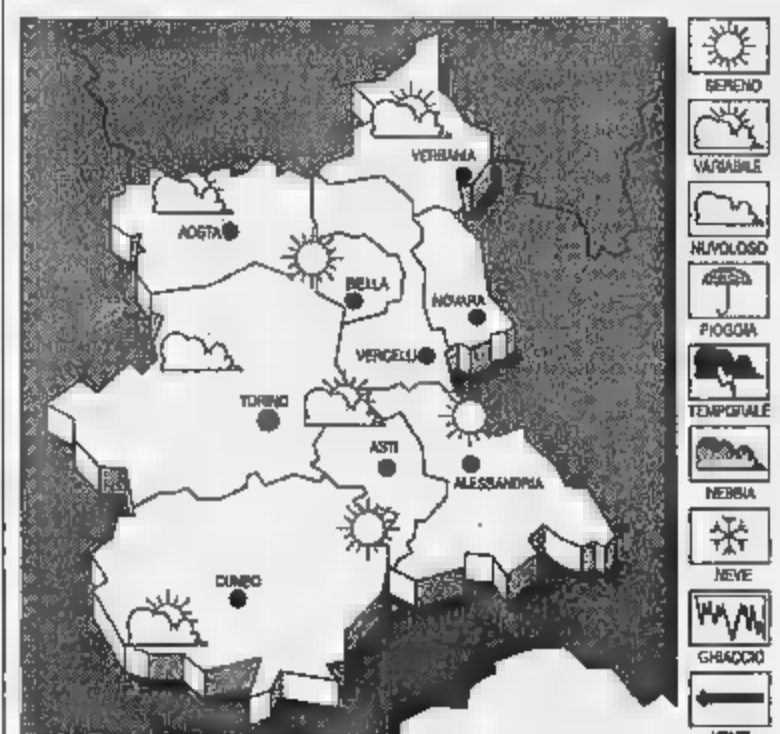 VERBANIA
AOSTA
BIELLA
NOVARA
VERCELLI
TORINO
ASTI
ALESSANDRIA
CUNEO
SERENO
VARIABILE
NUVOLOSO
PIOGGIA
TEMPORALE
NEBBIA
NEVE
GHIACCIO